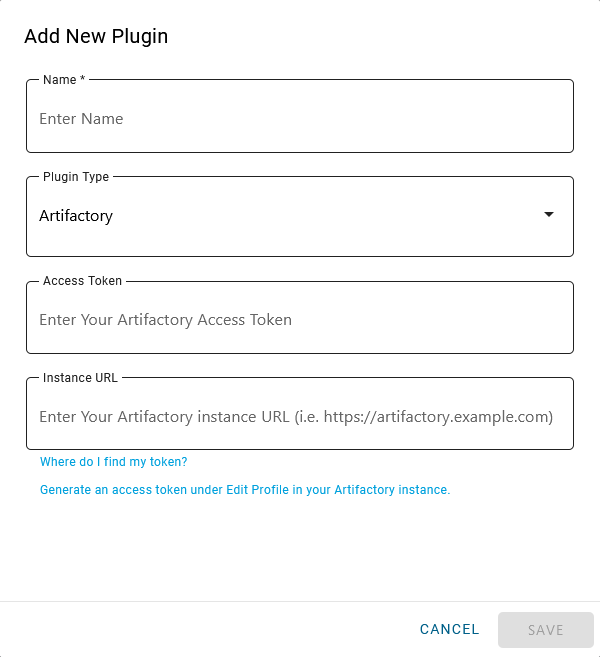 Add New Plugin
Name *
Enter Name
Plugin Type
Artifactory
Access Token
Enter Your Artifactory Access Token
Instance URL
Enter Your Artifactory instance URL (i.e. https://artifactory.example.com)
Where do I find my token?
Generate an access token under Edit Profile in your Artifactory instance.
CANCEL
SAVE